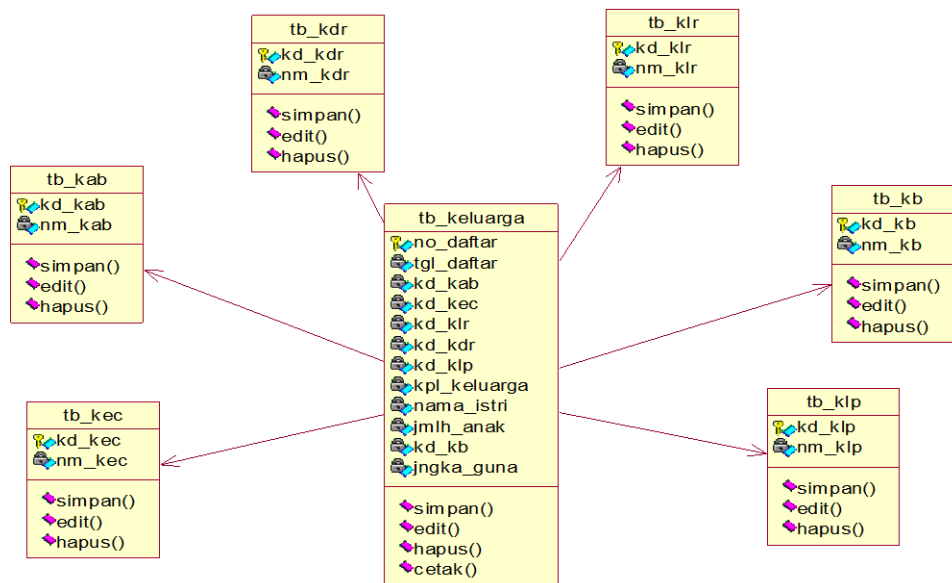 tb_kdr
kd_kdr
nm_kdr
simpan()
edit()
hapus()
tb_klr
kd_klr
nm_klr
simpan()
edit()
hapus()
tb_kab
kd_kab
nm_kab
simpan()
edit()
hapus()
tb_keluarga
no_daftar
tgl_daftar
kd_kab
kd_kec
kd_klr
kd_kdr
kd_klp
kpl_keluarga
nama_istri
jmlh_anak
kd_kb
jngka_guna
simpan()
edit()
hapus()
cetak()
tb_kb
kd_kb
nm_kb
simpan()
edit()
hapus()
tb_kec
kd_kec
nm_kec
simpan()
edit()
hapus()
tb_klp
kd_klp
nm_klp
simpan()
edit()
hapus()